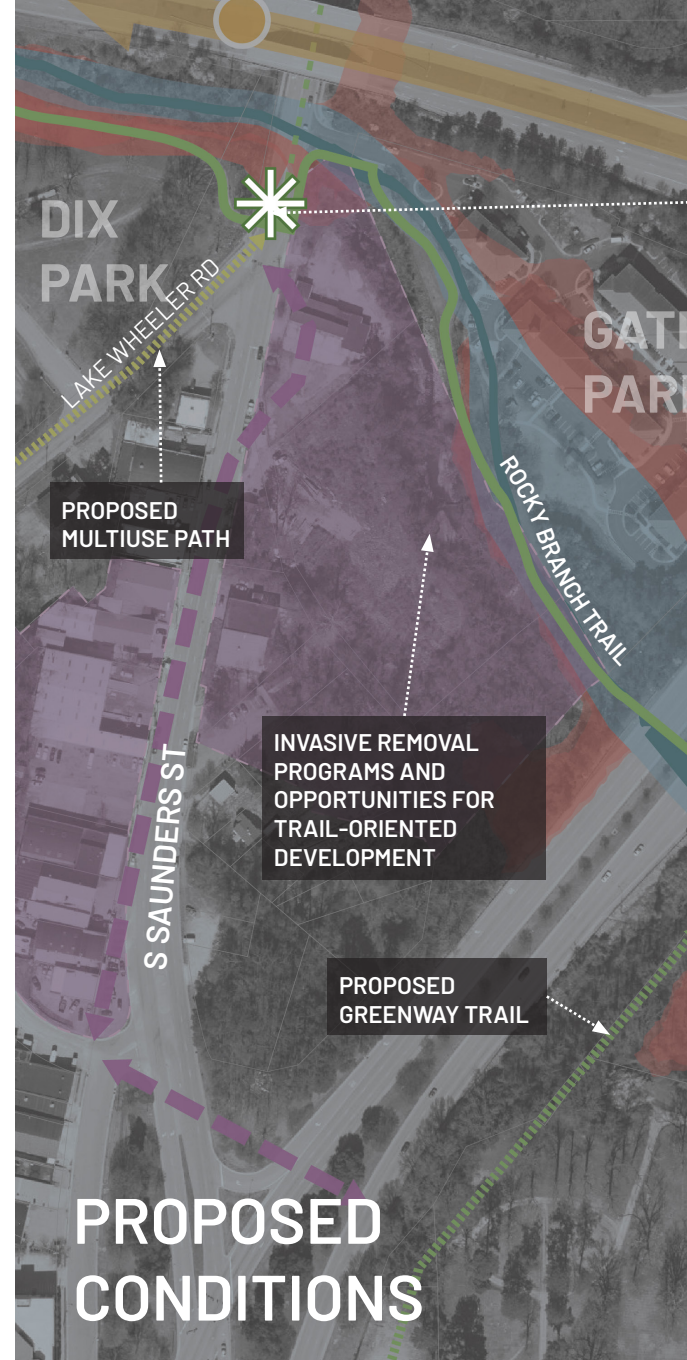 DIX
PARK
LAKE WHEELER RD
PROPOSED
MULTIUSE PATH
ROCKY BRANCH TRAIL
INVASIVE REMOVAL
PROGRAMS AND
OPPORTUNITIES FOR
TRAIL-ORIENTED
DEVELOPMENT
S SAUNDERS ST
PROPOSED
GREENWAY TRAIL
PROPOSED
CONDITIONS